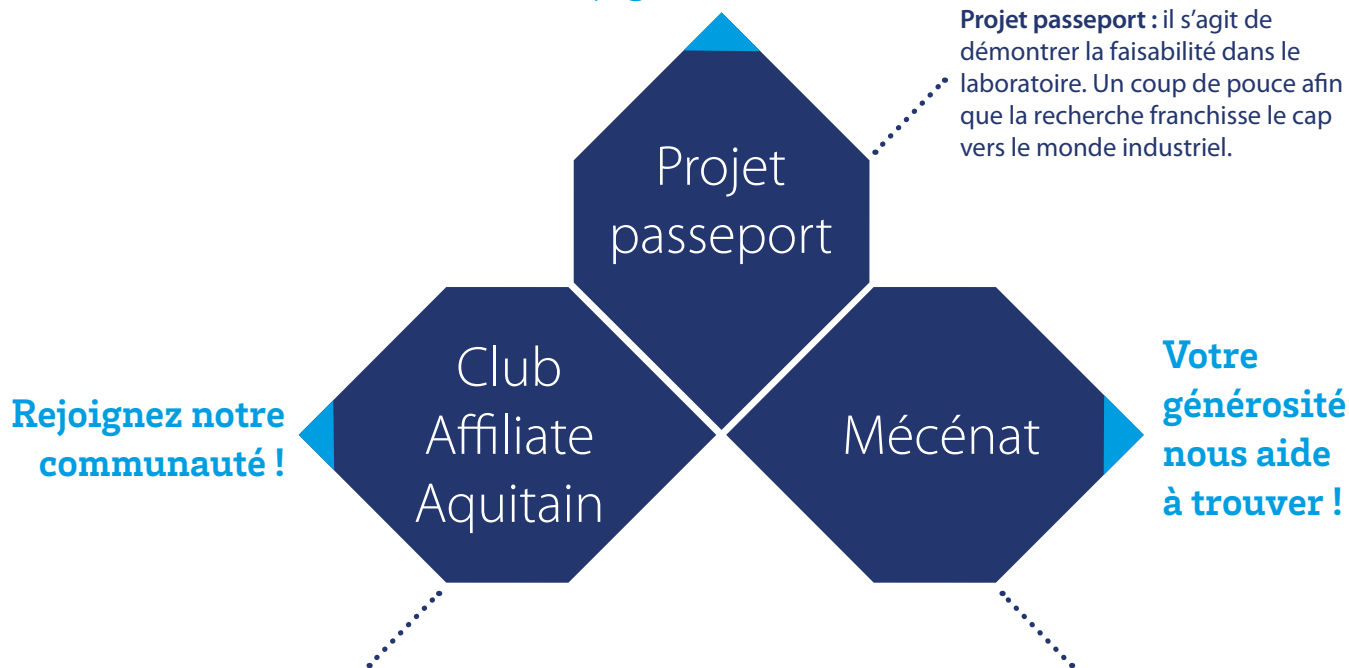 Projet passeport : il s’agit de
démontrer la faisabilité dans le
laboratoire. Un coup de pouce afin
que la recherche franchisse le cap
vers le monde industriel.
Projet
passeport
Club
Affiliate
Aquitain
Mécénat
Rejoignez notre
communauté !
Votre
générosité
nous aide
à trouver !